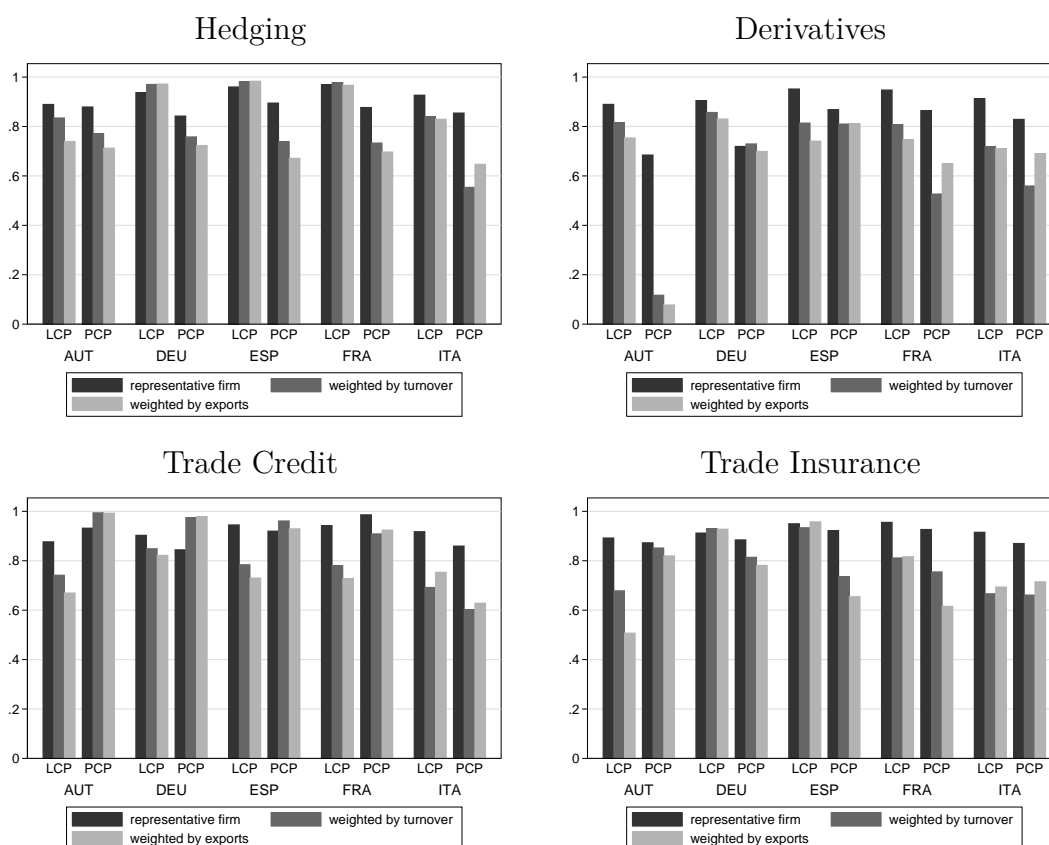 Hedging
1
.8
.6
.4
.2
0
LCP PCP LCP PCP LCP PCP LCP PCP LCP PCP
AUT DEU ESP FRA ITA
representative firm weighted by turnover
weighted by exports
Derivatives
1
.8
.6
.4
.2
0
LCP PCP LCP PCP LCP PCP LCP PCP LCP PCP
AUT DEU ESP FRA ITA
representative firm weighted by turnover
weighted by exports
Trade Credit
1
.8
.6
.4
.2
0
LCP PCP LCP PCP LCP PCP LCP PCP LCP PCP
AUT DEU ESP FRA ITA
representative firm weighted by turnover
weighted by exports
Trade Insurance
1
.8
.6
.4
.2
0
LCP PCP LCP PCP LCP PCP LCP PCP LCP PCP
AUT DEU ESP FRA ITA
representative firm weighted by turnover
weighted by exports